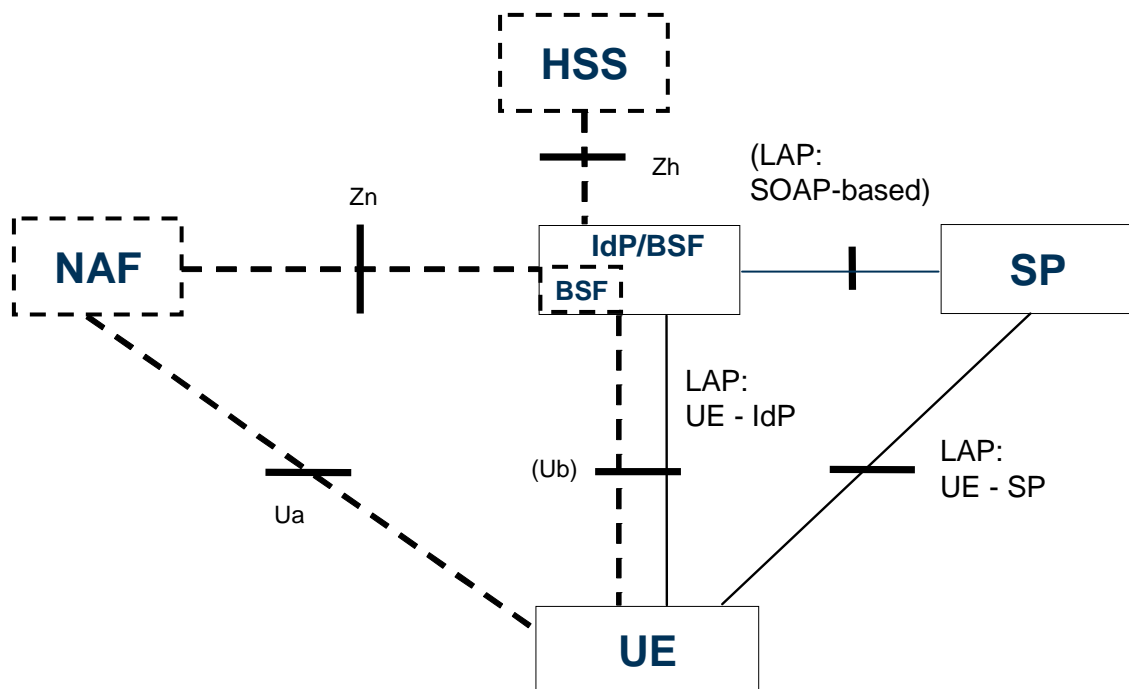 HSS
(LAP:
SOAP-based)
Zh
Zn
NAF
IdP/BSF
BSF
SP
LAP:
UE - IdP
(Ub)
LAP:
UE - SP
Ua
UE